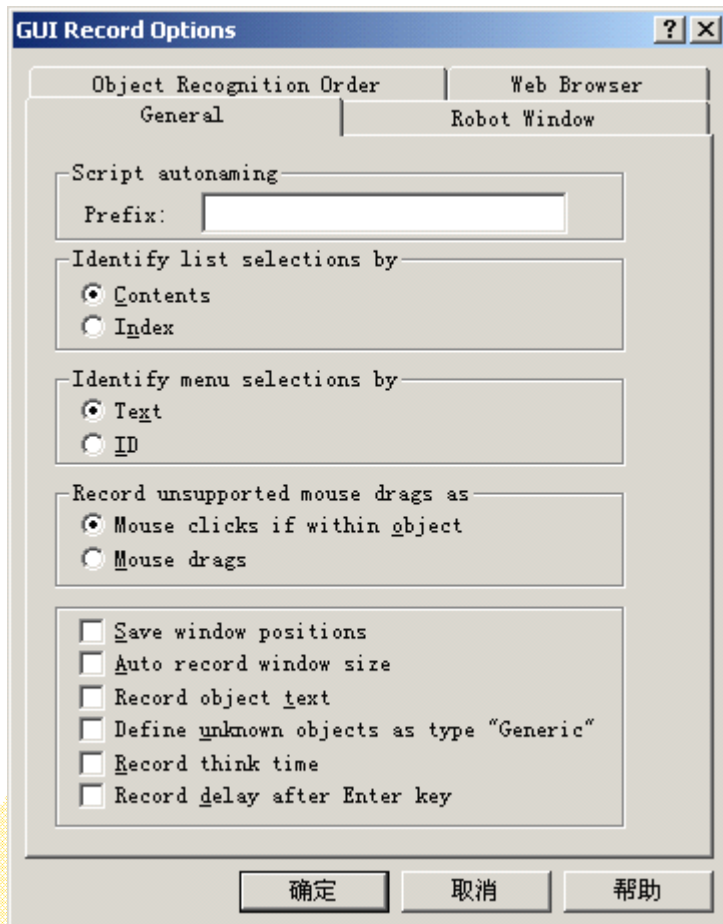 GUI Record Options
Object Recognition Order Web Browser
General Robot Window
Script autonaming
Prefix:
Identify list selections by
Contents
Index
Identify menu selections by
Text
ID
Record unsupported mouse drags as
Mouse clicks if within object
Mouse drags
Save window positions
Auto record window size
Record object text
Define unknown objects as type "Generic"
Record think time
Record delay after Enter key
确定 取消 帮助